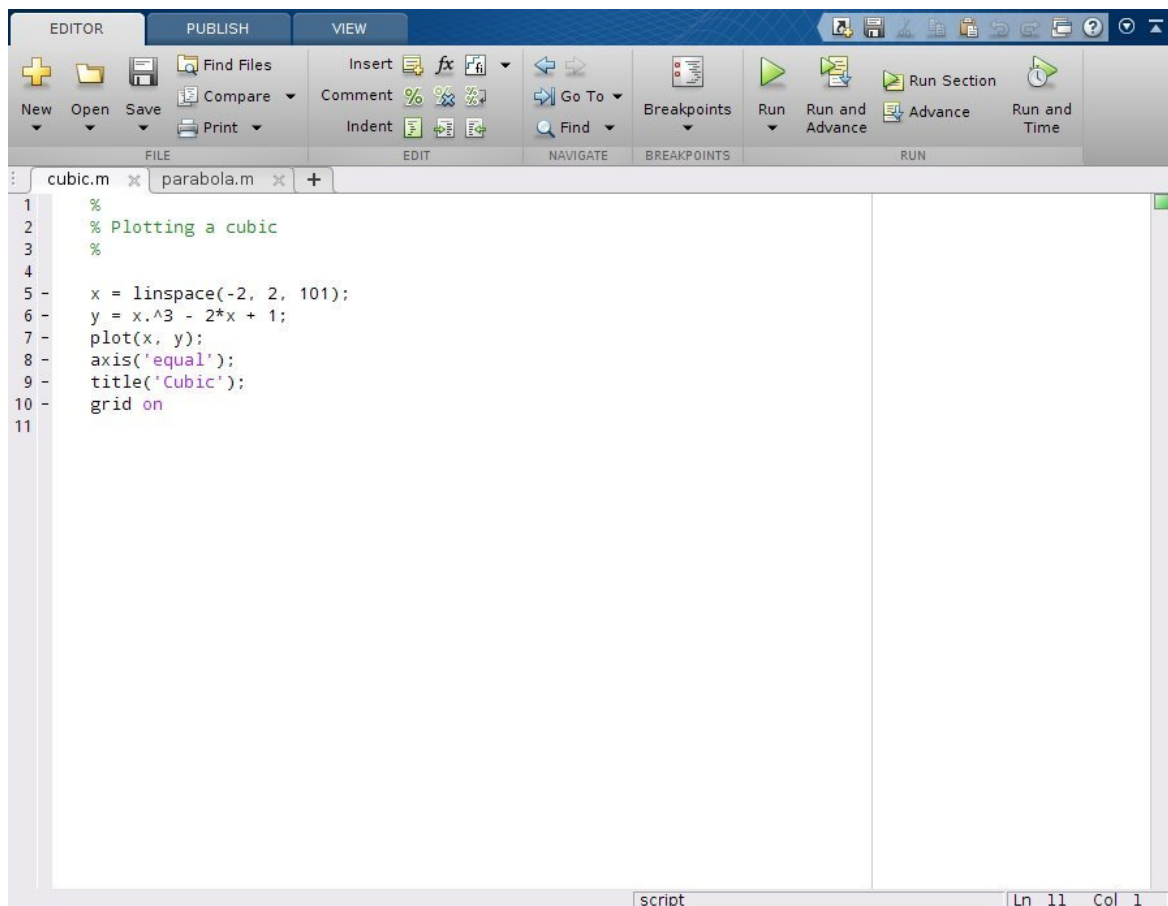 EDITOR PUBLISH VIEW
New Open Save
Find Files
Compare
Print
FILE
Insert fx
Comment
Indent
EDIT
Go To
Find
NAVIGATE
Breakpoints
BREAKPOINTS
Run
Run and
Advance
Run Section
Advance
Run and
Time
RUN
cubic.m parabola.m +
1 %
2 % Plotting a cubic
3 %
4
5 - x = linspace(-2, 2, 101);
6 - y = x.^3 - 2*x + 1;
7 - plot(x, y);
8 - axis('equal');
9 - title('Cubic');
10 - grid on
11
script Ln 11 Col 1